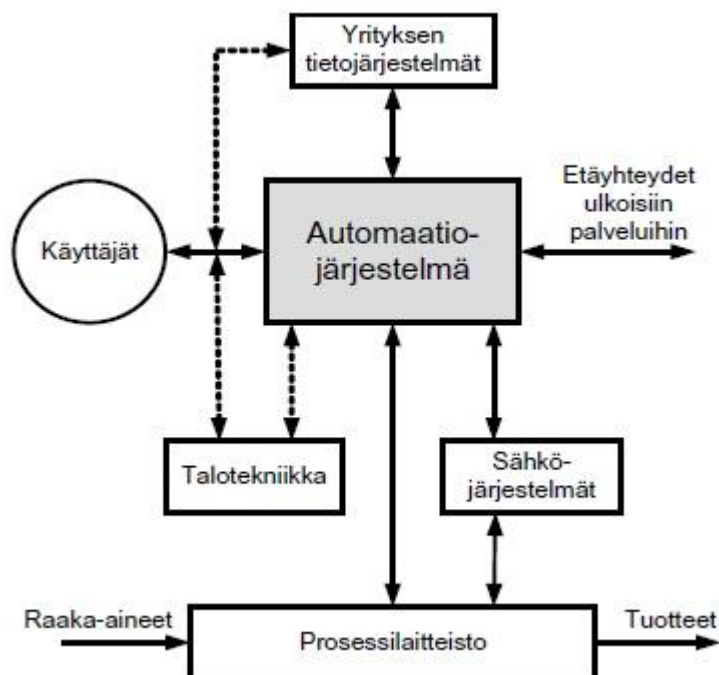 Yrityksen
tietojärjestelmät
Etäyhteydet
ulkoisiin
palveluihin
Käyttäjät
Automaatio-
järjestelmä
Talotekniikka
Sähkö-
järjestelmät
Raaka-aineet
Prosessilaitteisto
Tuotteet